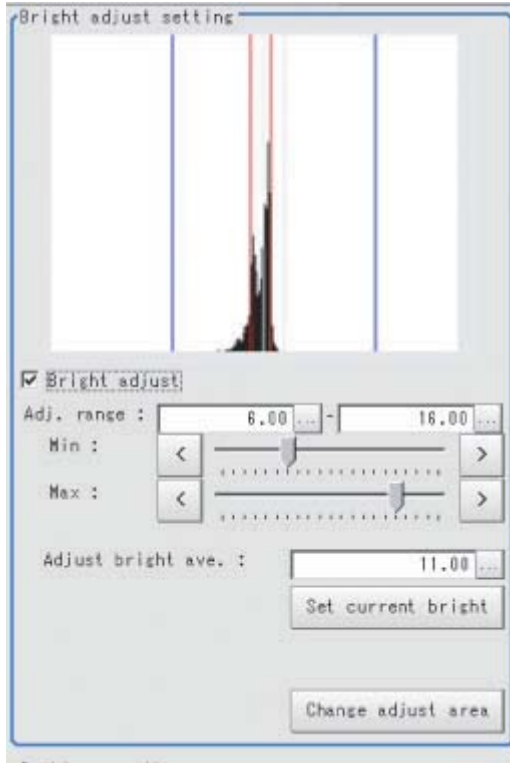 Bright adjust setting
Bright adjust
Adj. range : 6.00 ... - 16.00 ...
Min : < >
Max : < >
Adjust bright ave. : 11.00 ...
Set current bright
Change adjust area